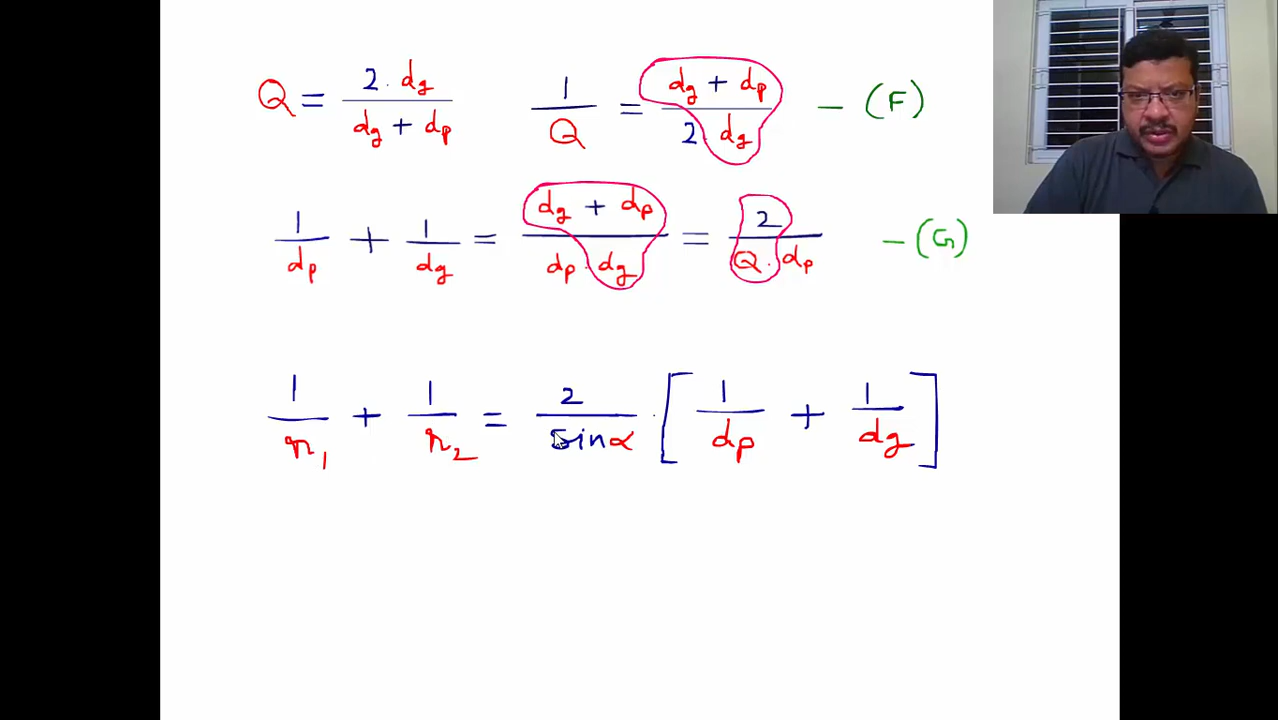 Q = 2 · dg / (dg + dp)    1/Q = (dg + dp) / (2 dg) – (F)
1/dp + 1/dg = (dg + dp) / (dp · dg) = 2 / (Q · dp) – (G)
1/r₁ + 1/r₂ = 2/sinα · [1/dp + 1/dg]